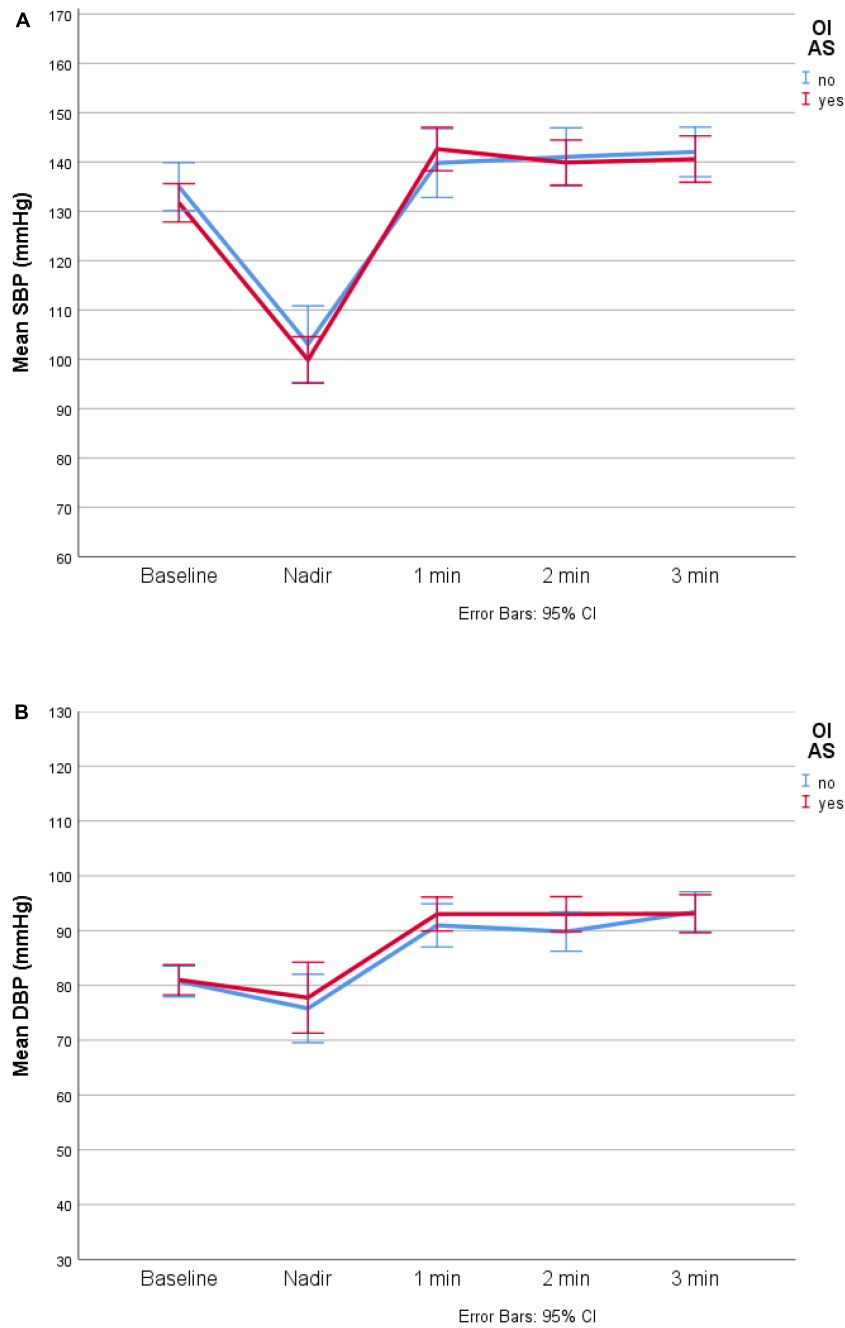 A
170
160
150
140
130
120
110
100
90
80
70
60
Mean SBP (mmHg)
Baseline Nadir 1 min 2 min 3 min
Error Bars: 95% CI
OI
AS
no
yes
B
130
120
110
100
90
80
70
60
50
40
30
Mean DBP (mmHg)
Baseline Nadir 1 min 2 min 3 min
Error Bars: 95% CI
OI
AS
no
yes